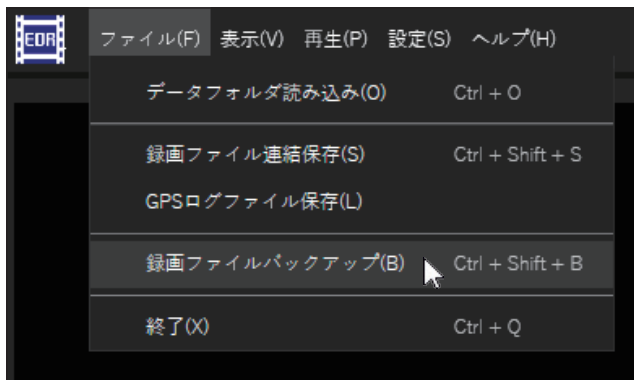 EDR ファイル(F) 表示(V) 再生(P) 設定(S) ヘルプ(H)
データフォルダ読み込み(O) Ctrl + O
録画ファイル連結保存(S) Ctrl + Shift + S
GPSログファイル保存(L)
録画ファイルバックアップ(B) Ctrl + Shift + B
終了(X) Ctrl + Q